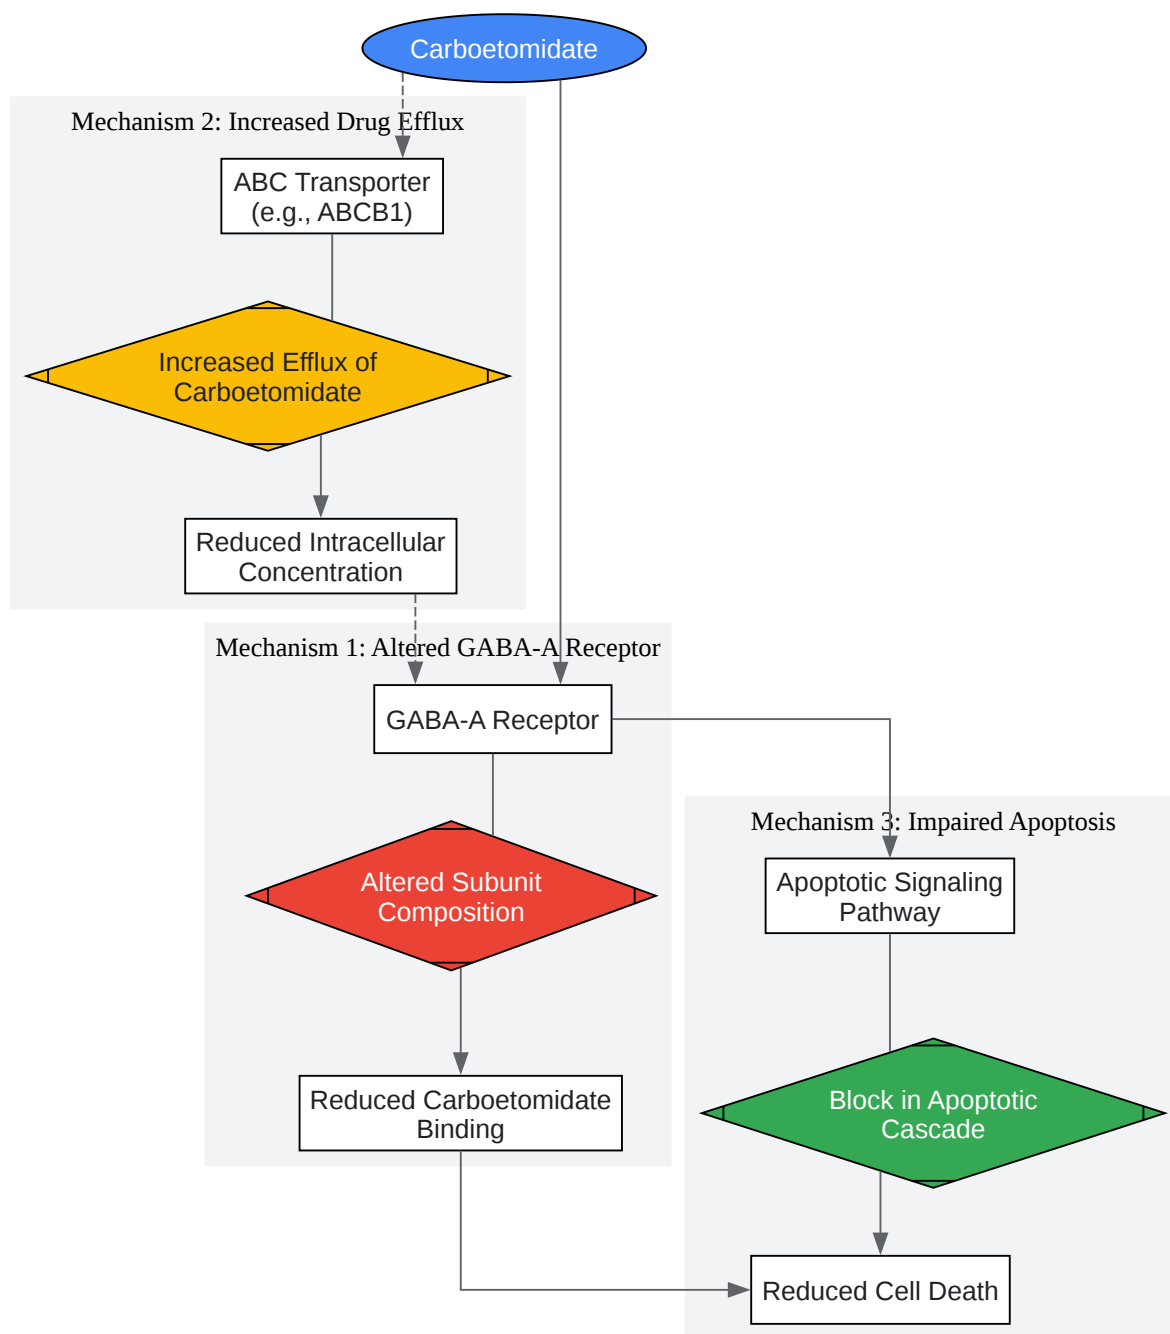 Carboetomidate
Mechanism 2: Increased Drug Efflux
ABC Transporter
(e.g., ABCB1)
Increased Efflux of
Carboetomidate
Reduced Intracellular
Concentration
Mechanism 1: Altered GABA-A Receptor
GABA-A Receptor
Altered Subunit
Composition
Reduced Carboetomidate
Binding
Mechanism 3: Impaired Apoptosis
Apoptotic Signaling
Pathway
Block in Apoptotic
Cascade
Reduced Cell Death